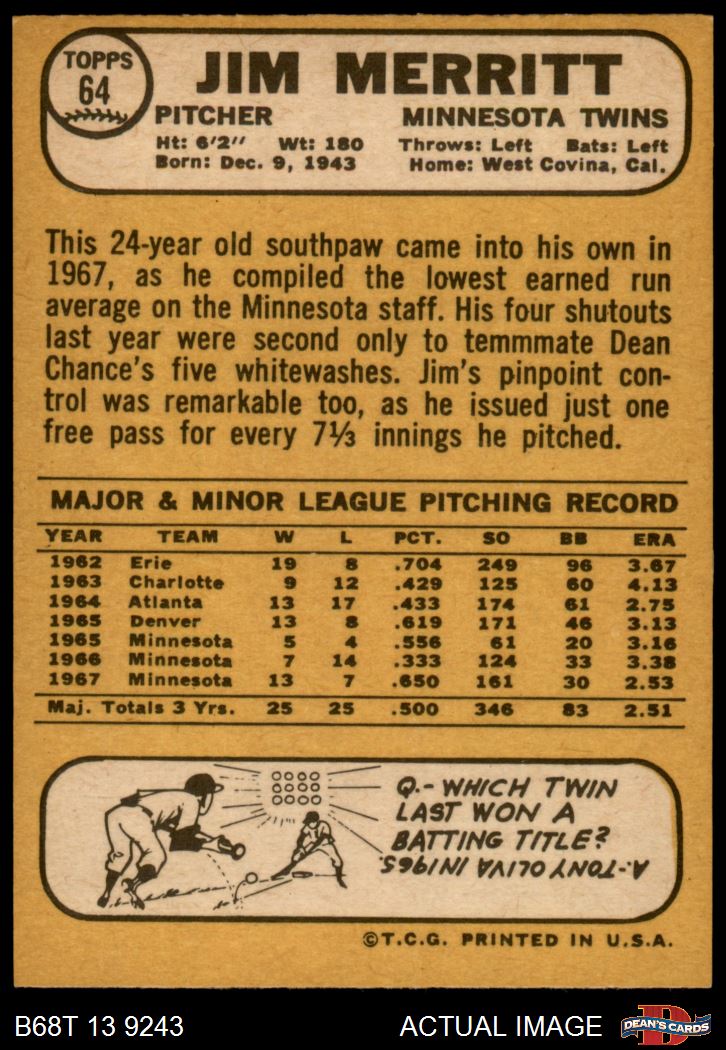 TOPPS
64
JIM MERRITT
PITCHER MINNESOTA TWINS
Ht: 6'2" Wt: 180 Throws: Left Bats: Left
Born: Dec. 9, 1943 Home: West Covina, Cal.
This 24-year old southpaw came into his own in
1967, as he compiled the lowest earned run
average on the Minnesota staff. His four shutouts
last year were second only to temmmate Dean
Chance's five whitewashes. Jim's pinpoint con-
trol was remarkable too, as he issued just one
free pass for every 7⅓ innings he pitched.
MAJOR & MINOR LEAGUE PITCHING RECORD
YEAR TEAM W L PCT. SO BB ERA
1962 Erie 19 8 .704 249 96 3.67
1963 Charlotte 9 12 .429 125 60 4.13
1964 Atlanta 13 17 .433 174 61 2.75
1965 Denver 13 8 .619 171 46 3.13
1965 Minnesota 5 4 .556 61 20 3.16
1966 Minnesota 7 14 .333 124 33 3.38
1967 Minnesota 13 7 .650 161 30 2.53
Maj. Totals 3 Yrs. 25 25 .500 346 83 2.51
Q.- WHICH TWIN
LAST WON A
BATTING TITLE?
A-TONY OLIVA IN 1965.
©T.C.G. PRINTED IN U.S.A.
B68T 13 9243 ACTUAL IMAGE D DEAN'S CARDS